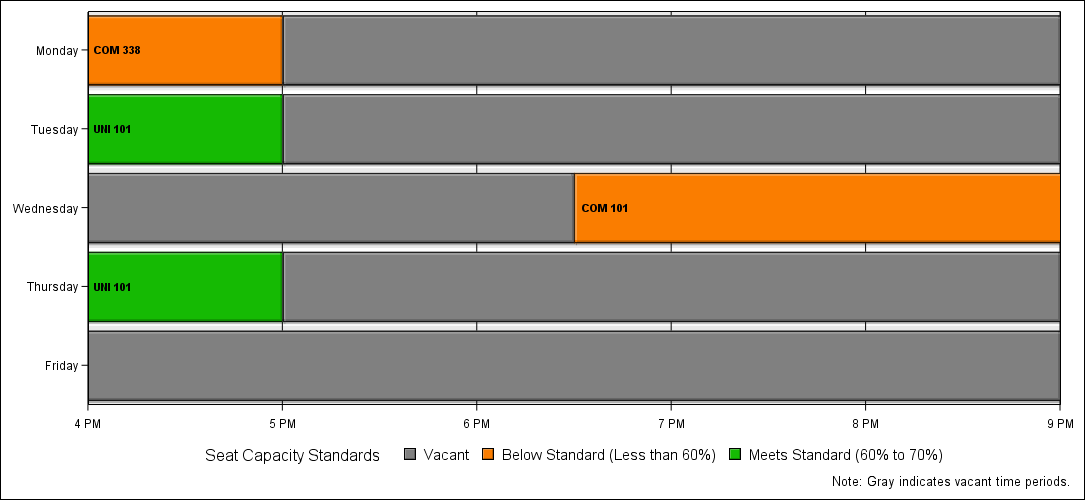 Monday
COM 338
Tuesday
UNI 101
Wednesday
COM 101
Thursday
UNI 101
Friday
4 PM 5 PM 6 PM 7 PM 8 PM 9 PM
Seat Capacity Standards Vacant Below Standard (Less than 60%) Meets Standard (60% to 70%)
Note: Gray indicates vacant time periods.